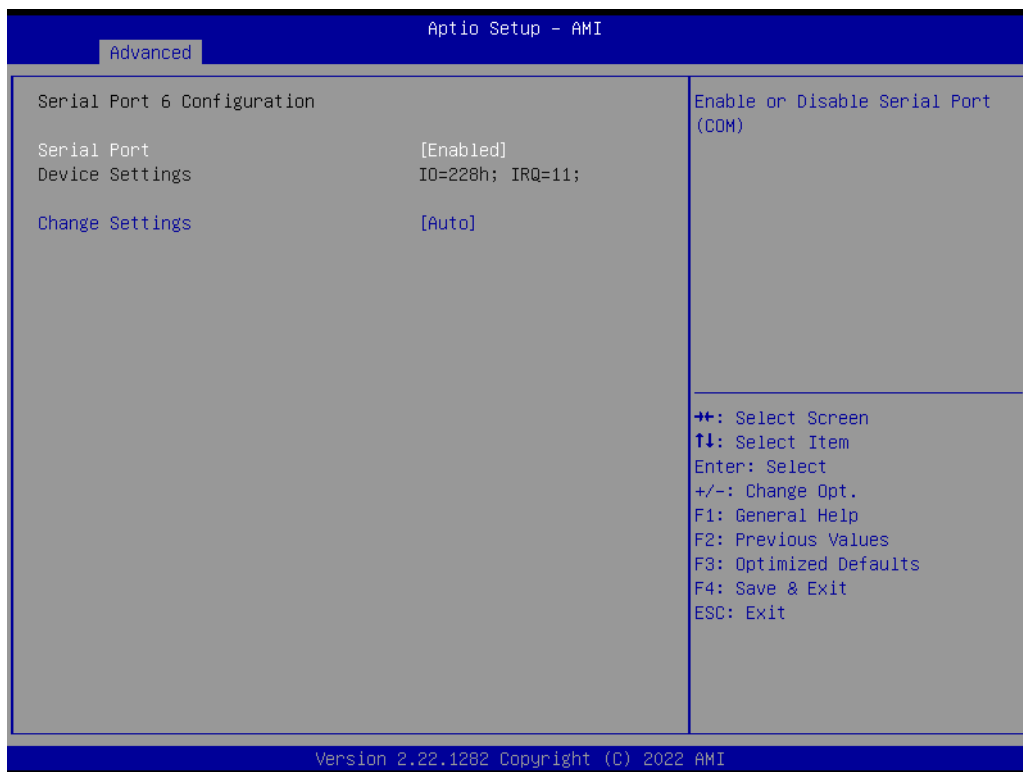 Aptio Setup – AMI
Advanced
Serial Port 6 Configuration
Serial Port [Enabled]
Device Settings IO=228h; IRQ=11;
Change Settings [Auto]
Enable or Disable Serial Port
(COM)
→←: Select Screen
↑↓: Select Item
Enter: Select
+/-: Change Opt.
F1: General Help
F2: Previous Values
F3: Optimized Defaults
F4: Save & Exit
ESC: Exit
Version 2.22.1282 Copyright (C) 2022 AMI